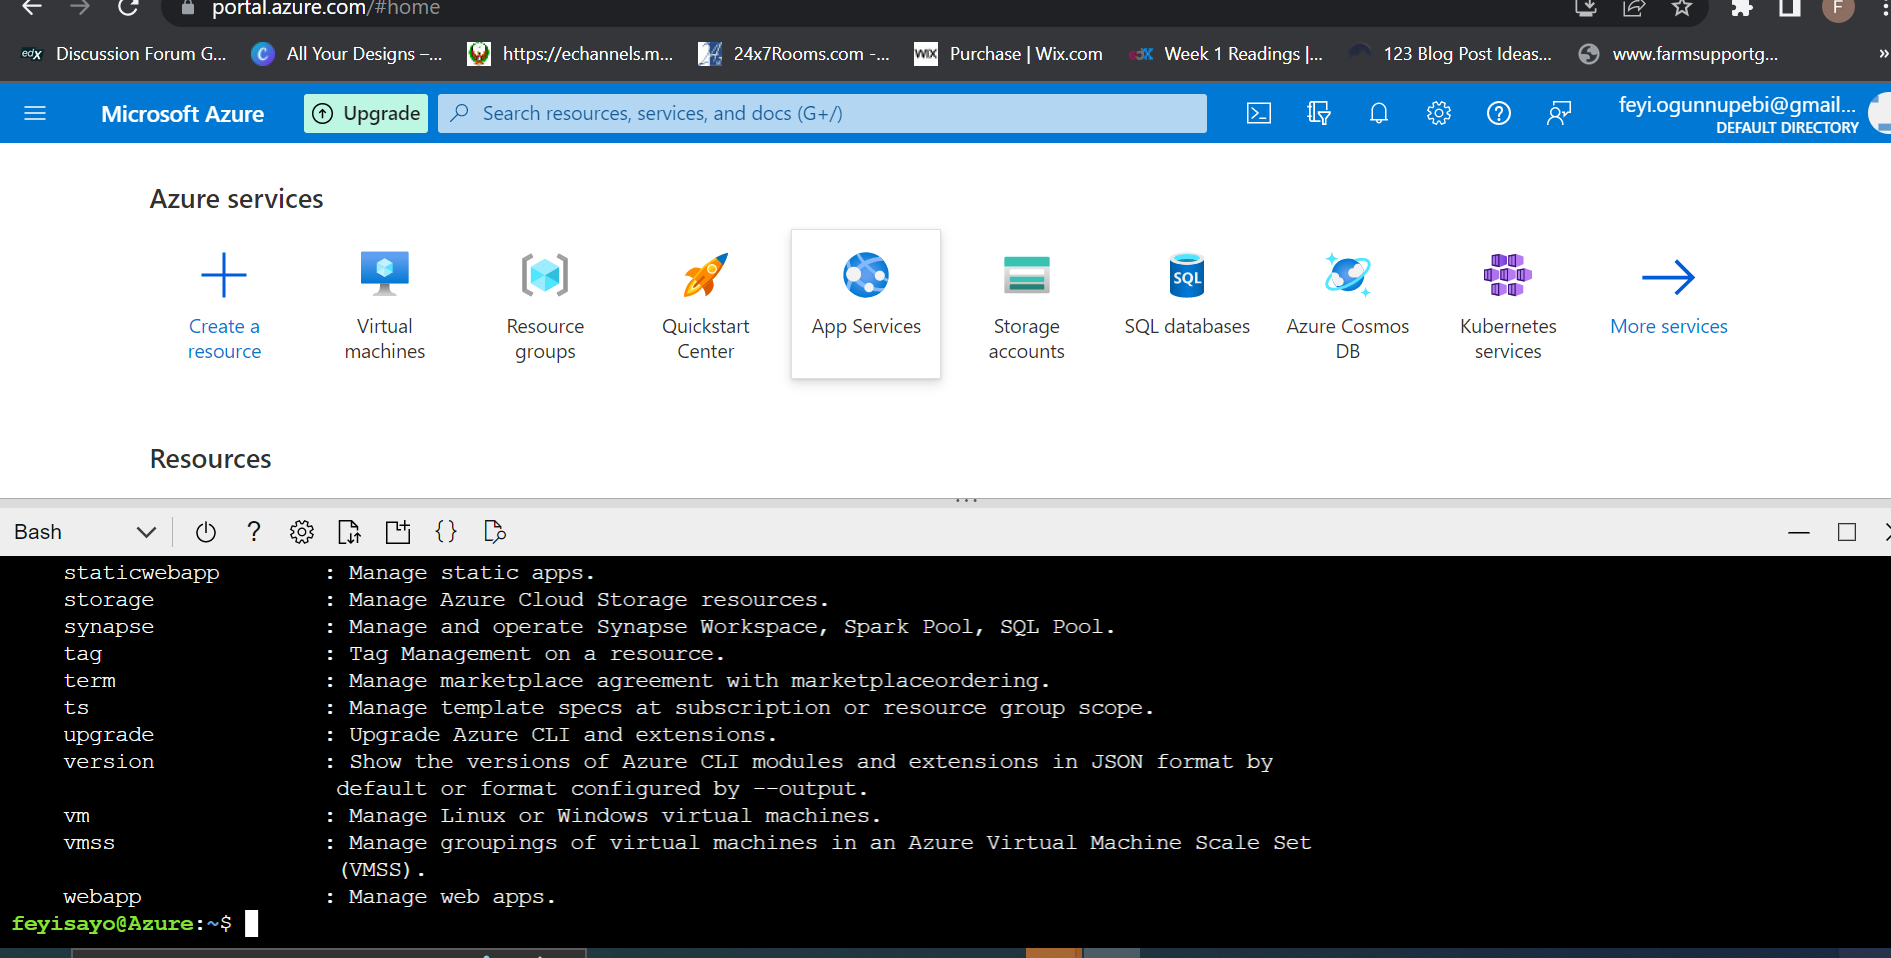 portal.azure.com/#home
F
edX Discussion Forum G... C All Your Designs –... https://echannels.m... 24x7Rooms.com -... WIX Purchase | Wix.com edX Week 1 Readings |... 123 Blog Post Ideas... www.farmsupportg... »
Microsoft Azure Upgrade Search resources, services, and docs (G+/) feyi.ogunnupebi@gmail...
DEFAULT DIRECTORY
Azure services
Create a resource
Virtual machines
Resource groups
Quickstart Center
App Services
Storage accounts
SQL
SQL databases
Azure Cosmos DB
Kubernetes services
More services
Resources
Bash ? {}
staticwebapp : Manage static apps.
storage : Manage Azure Cloud Storage resources.
synapse : Manage and operate Synapse Workspace, Spark Pool, SQL Pool.
tag : Tag Management on a resource.
term : Manage marketplace agreement with marketplaceordering.
ts : Manage template specs at subscription or resource group scope.
upgrade : Upgrade Azure CLI and extensions.
version : Show the versions of Azure CLI modules and extensions in JSON format by
default or format configured by --output.
vm : Manage Linux or Windows virtual machines.
vmss : Manage groupings of virtual machines in an Azure Virtual Machine Scale Set
(VMSS).
webapp : Manage web apps.
feyisayo@Azure:~$